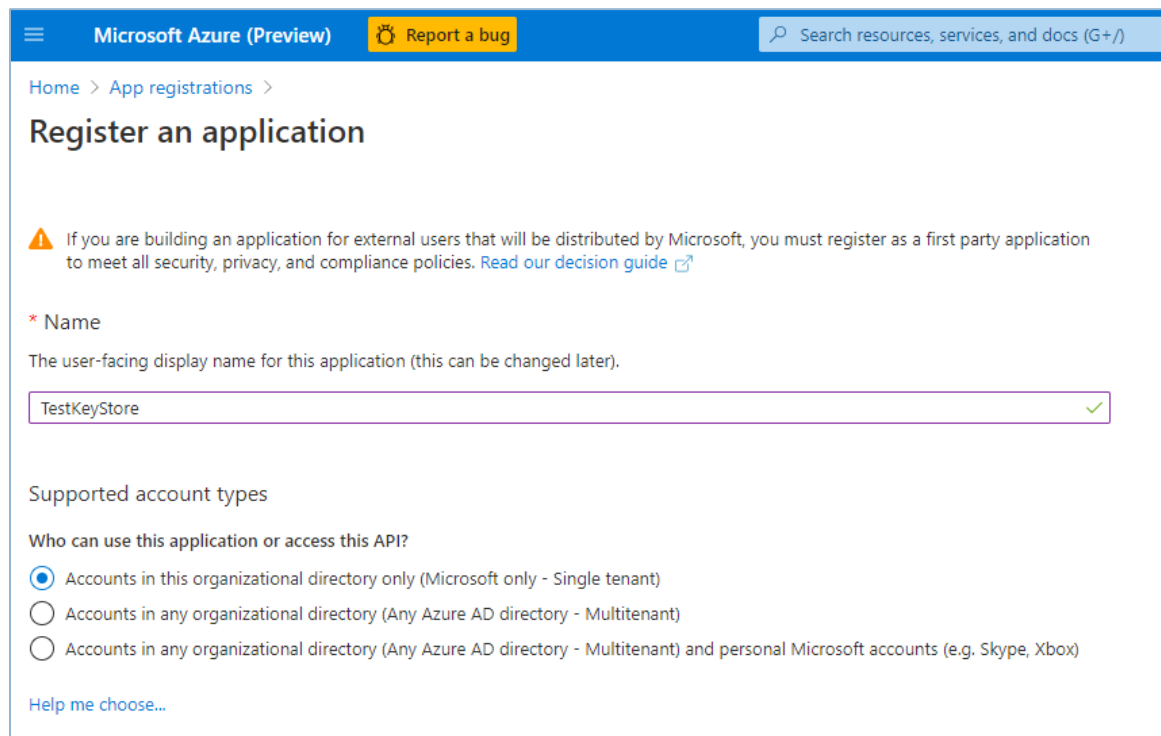 Microsoft Azure (Preview)
Report a bug
Search resources, services, and docs (G+/)
Home > App registrations >
Register an application
If you are building an application for external users that will be distributed by Microsoft, you must register as a first party application
to meet all security, privacy, and compliance policies. Read our decision guide
* Name
The user-facing display name for this application (this can be changed later).
TestKeyStore
Supported account types
Who can use this application or access this API?
Accounts in this organizational directory only (Microsoft only - Single tenant)
Accounts in any organizational directory (Any Azure AD directory - Multitenant)
Accounts in any organizational directory (Any Azure AD directory - Multitenant) and personal Microsoft accounts (e.g. Skype, Xbox)
Help me choose...